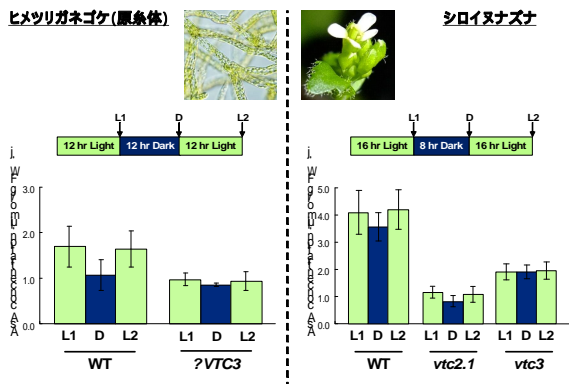 ヒメツリガネゴケ(原糸体)
L1 D L2
12 hr Light 12 hr Dark 12 hr Light
3.0
2.0
1.0
0.0
L1 D L2 L1 D L2
WT ?VTC3
シロイヌナズナ
L1 D L2
16 hr Light 8 hr Dark 16 hr Light
5.0
4.0
3.0
2.0
1.0
0.0
L1 D L2 L1 D L2 L1 D L2
WT vtc2.1 vtc3